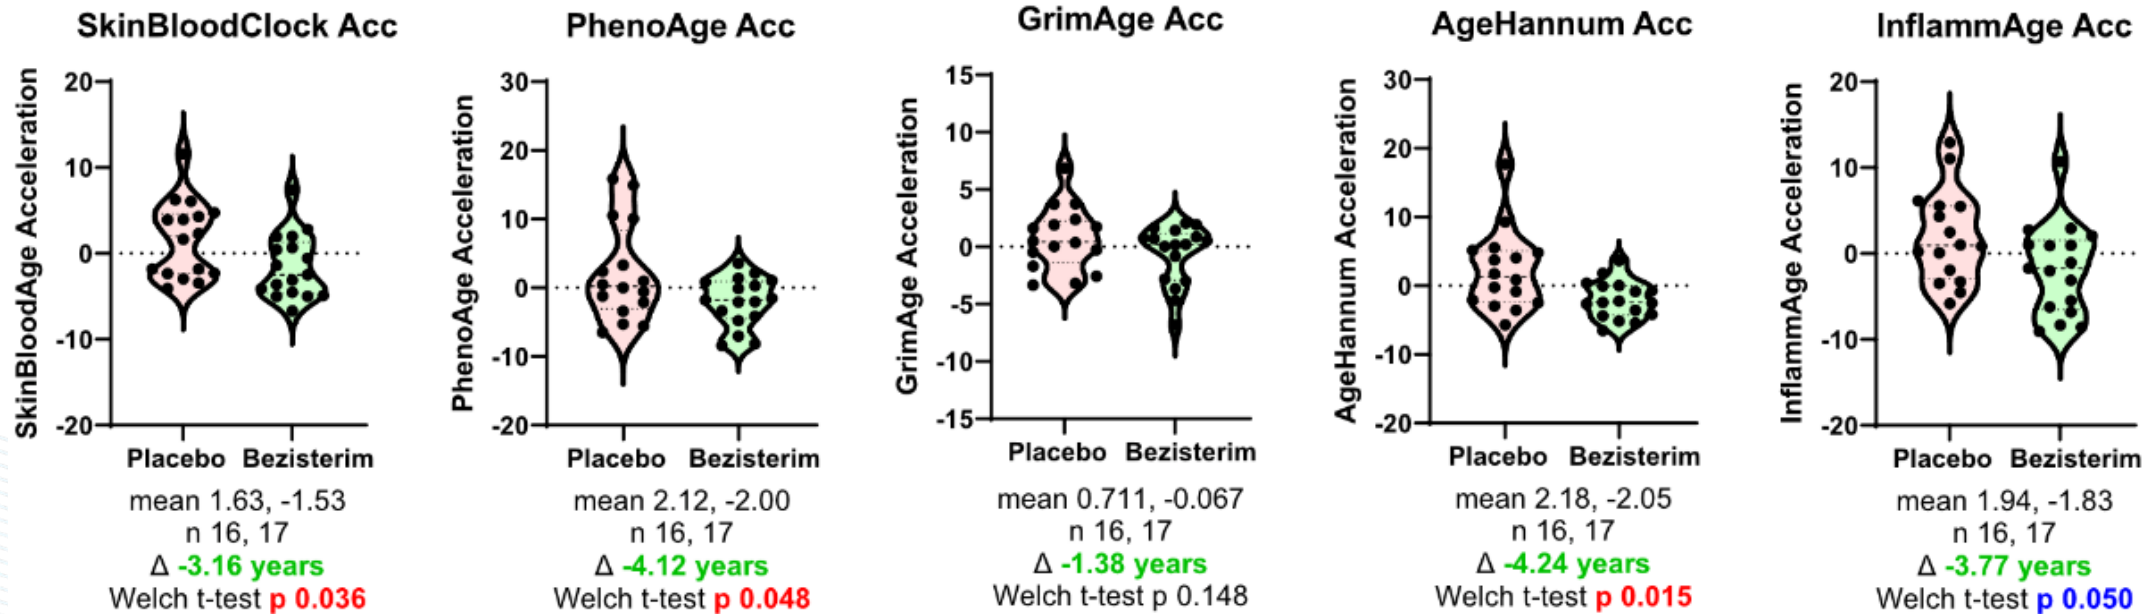 SkinBloodClock Acc
SkinBloodAge Acceleration
20
10
0
-10
-20
Placebo Bezisterim
mean 1.63, -1.53
n 16, 17
Δ -3.16 years
Welch t-test p 0.036
PhenoAge Acc
PhenoAge Acceleration
30
20
10
0
-10
-20
Placebo Bezisterim
mean 2.12, -2.00
n 16, 17
Δ -4.12 years
Welch t-test p 0.048
GrimAge Acc
GrimAge Acceleration
15
10
5
0
-5
-10
-15
Placebo Bezisterim
mean 0.711, -0.067
n 16, 17
Δ -1.38 years
Welch t-test p 0.148
AgeHannum Acc
AgeHannum Acceleration
30
20
10
0
-10
-20
Placebo Bezisterim
mean 2.18, -2.05
n 16, 17
Δ -4.24 years
Welch t-test p 0.015
InflammAge Acc
InflammAge Acceleration
20
10
0
-10
-20
Placebo Bezisterim
mean 1.94, -1.83
n 16, 17
Δ -3.77 years
Welch t-test p 0.050